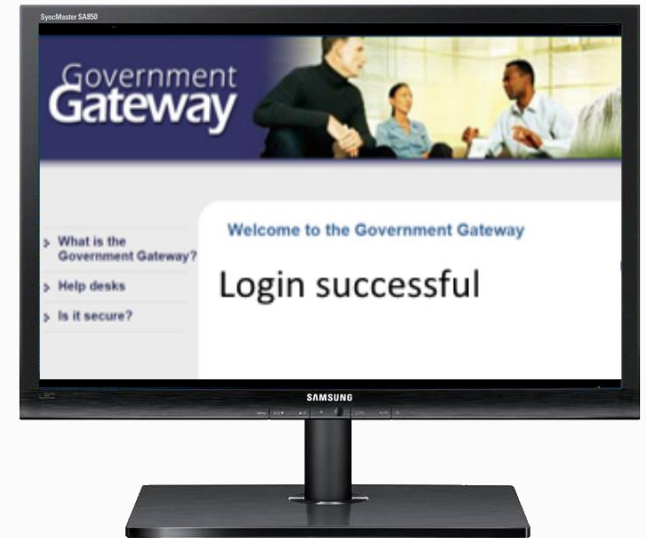 SyncMaster SA850
Government
Gateway
Welcome to the Government Gateway
Login successful
> What is the
Government Gateway?
> Help desks
> Is it secure?
SAMSUNG